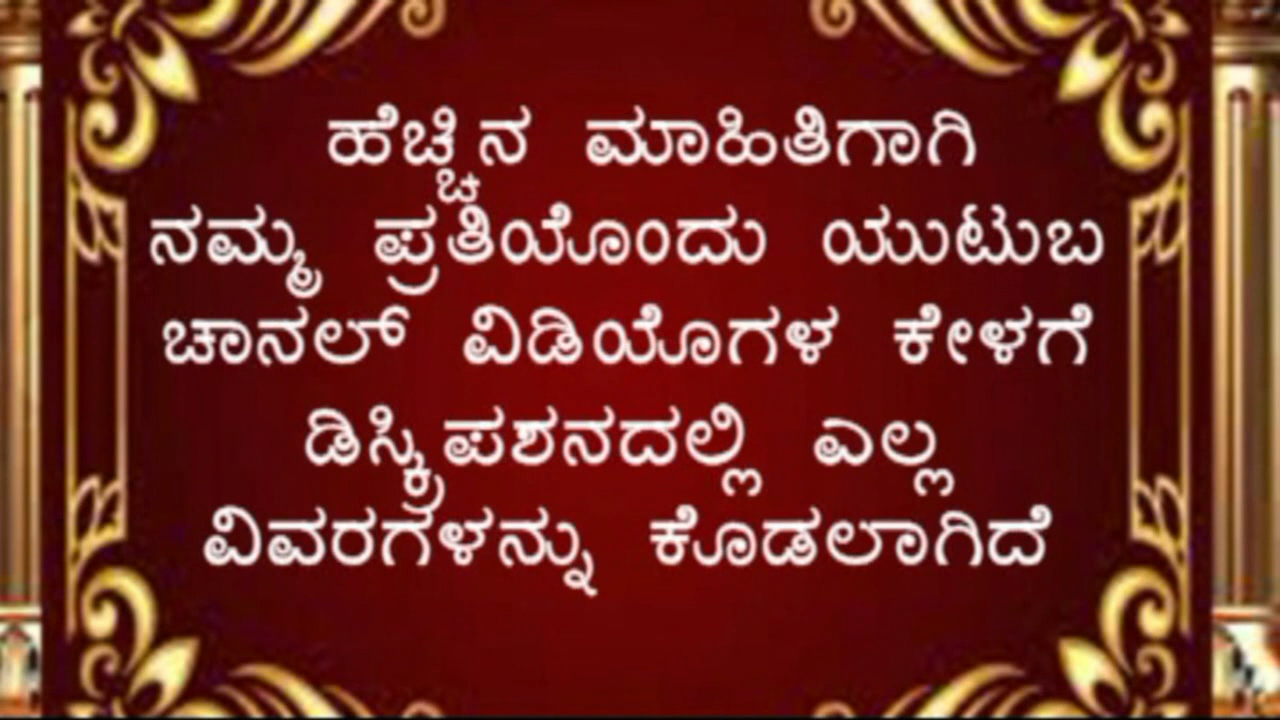 ಹೆಚ್ಚಿನ ಮಾಹಿತಿಗಾಗಿ
ನಮ್ಮ ಪ್ರತಿಯೊಂದು ಯುಟುಬ
ಚಾನಲ್ ವಿಡಿಯೊಗಳ ಕೇಳಗೆ
ಡಿಸ್ಕ್ರಿಪಶನದಲ್ಲಿ ಎಲ್ಲ
ವಿವರಗಳನ್ನು ಕೊಡಲಾಗಿದೆ